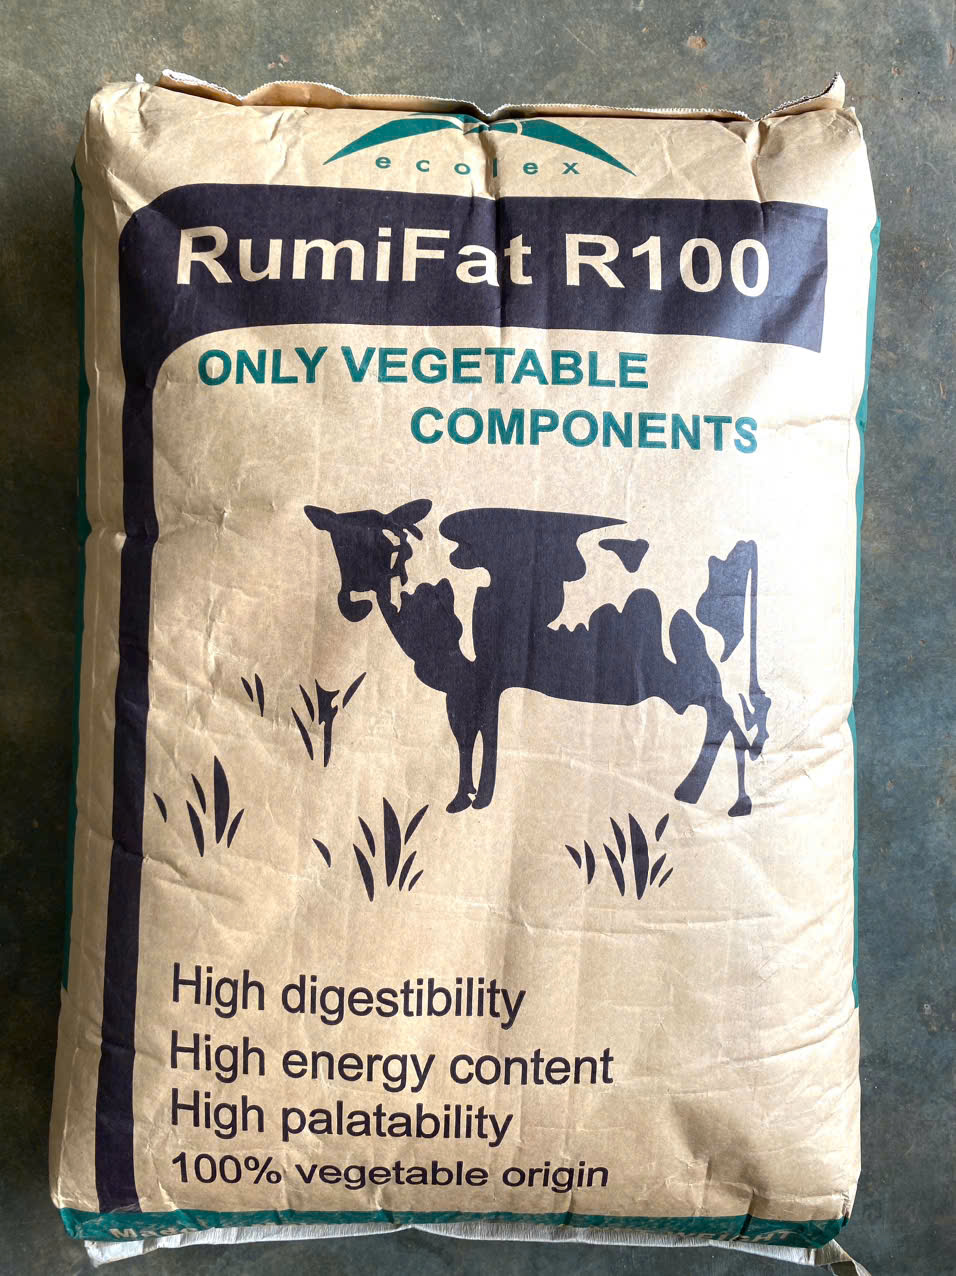 ecolex
RumiFat R100
ONLY VEGETABLE
COMPONENTS
High digestibility
High energy content
High palatability
100% vegetable origin